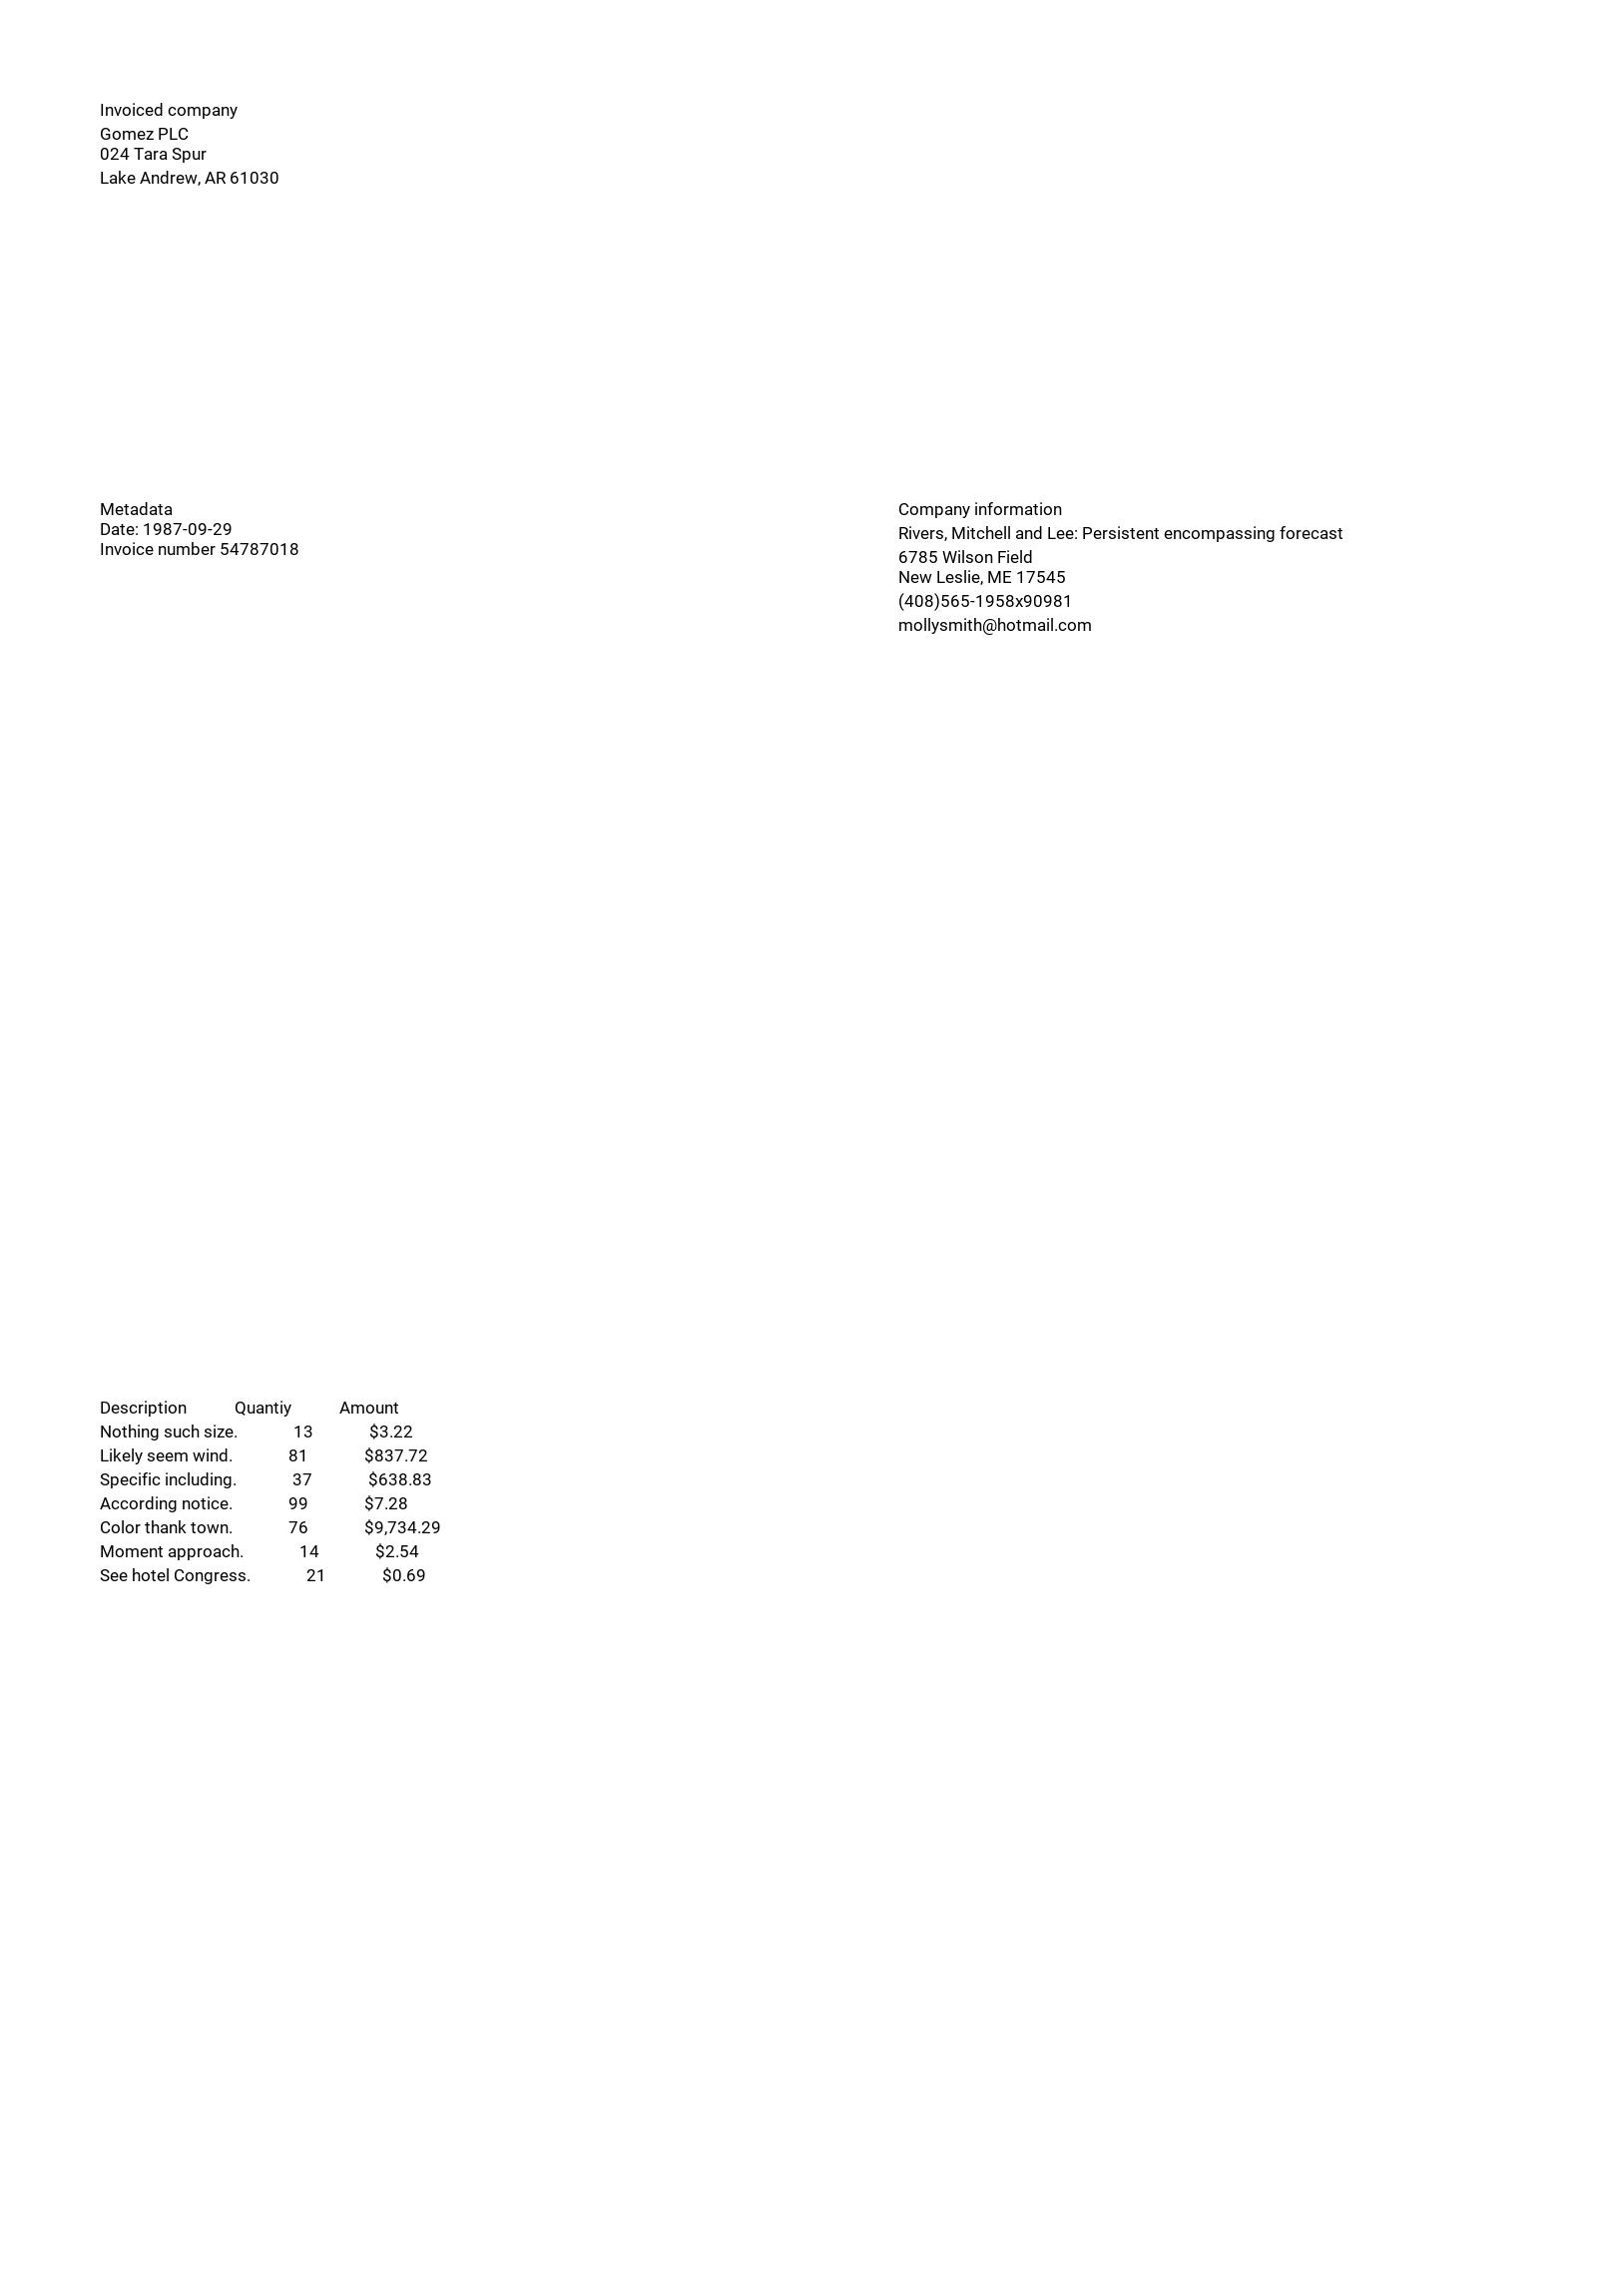 Invoiced company
Gomez PLC
024 Tara Spur
Lake Andrew, AR 61030
Metadata
Date: 1987-09-29
Invoice number 54787018
Company information
Rivers, Mitchell and Lee: Persistent encompassing forecast
6785 Wilson Field
New Leslie, ME 17545
(408)565-1958x90981
mollysmith@hotmail.com
Description Quantiy Amount
Nothing such size. 13 $3.22
Likely seem wind. 81 $837.72
Specific including. 37 $638.83
According notice. 99 $7.28
Color thank town. 76 $9,734.29
Moment approach. 14 $2.54
See hotel Congress. 21 $0.69